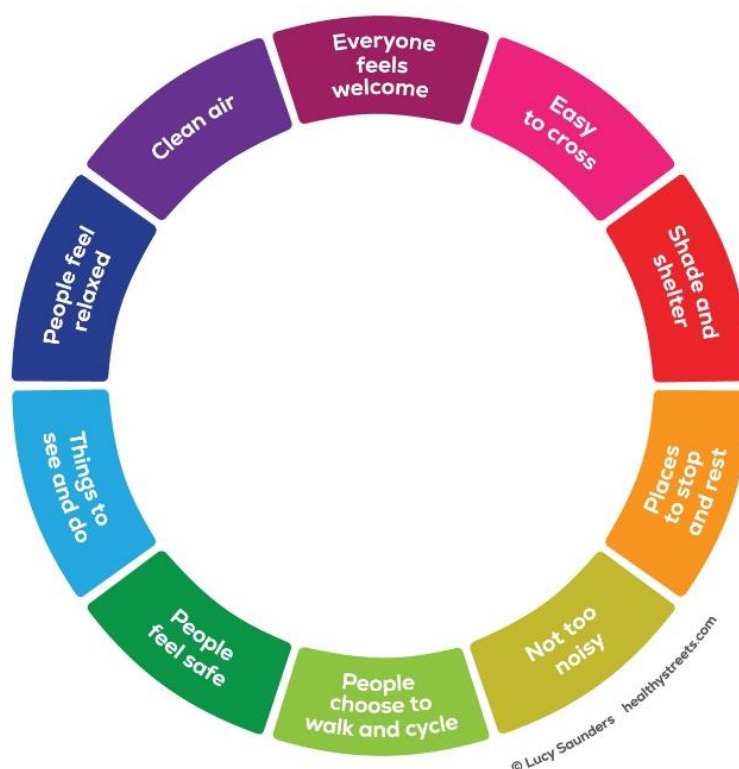 Everyone
feels
welcome
Easy
to cross
Shade and
shelter
Places
to stop
and rest
Not too
noisy
People
choose to
walk and cycle
People
feel safe
Things to
see and do
People feel
relaxed
Clean air
© Lucy Saunders healthystreets.com